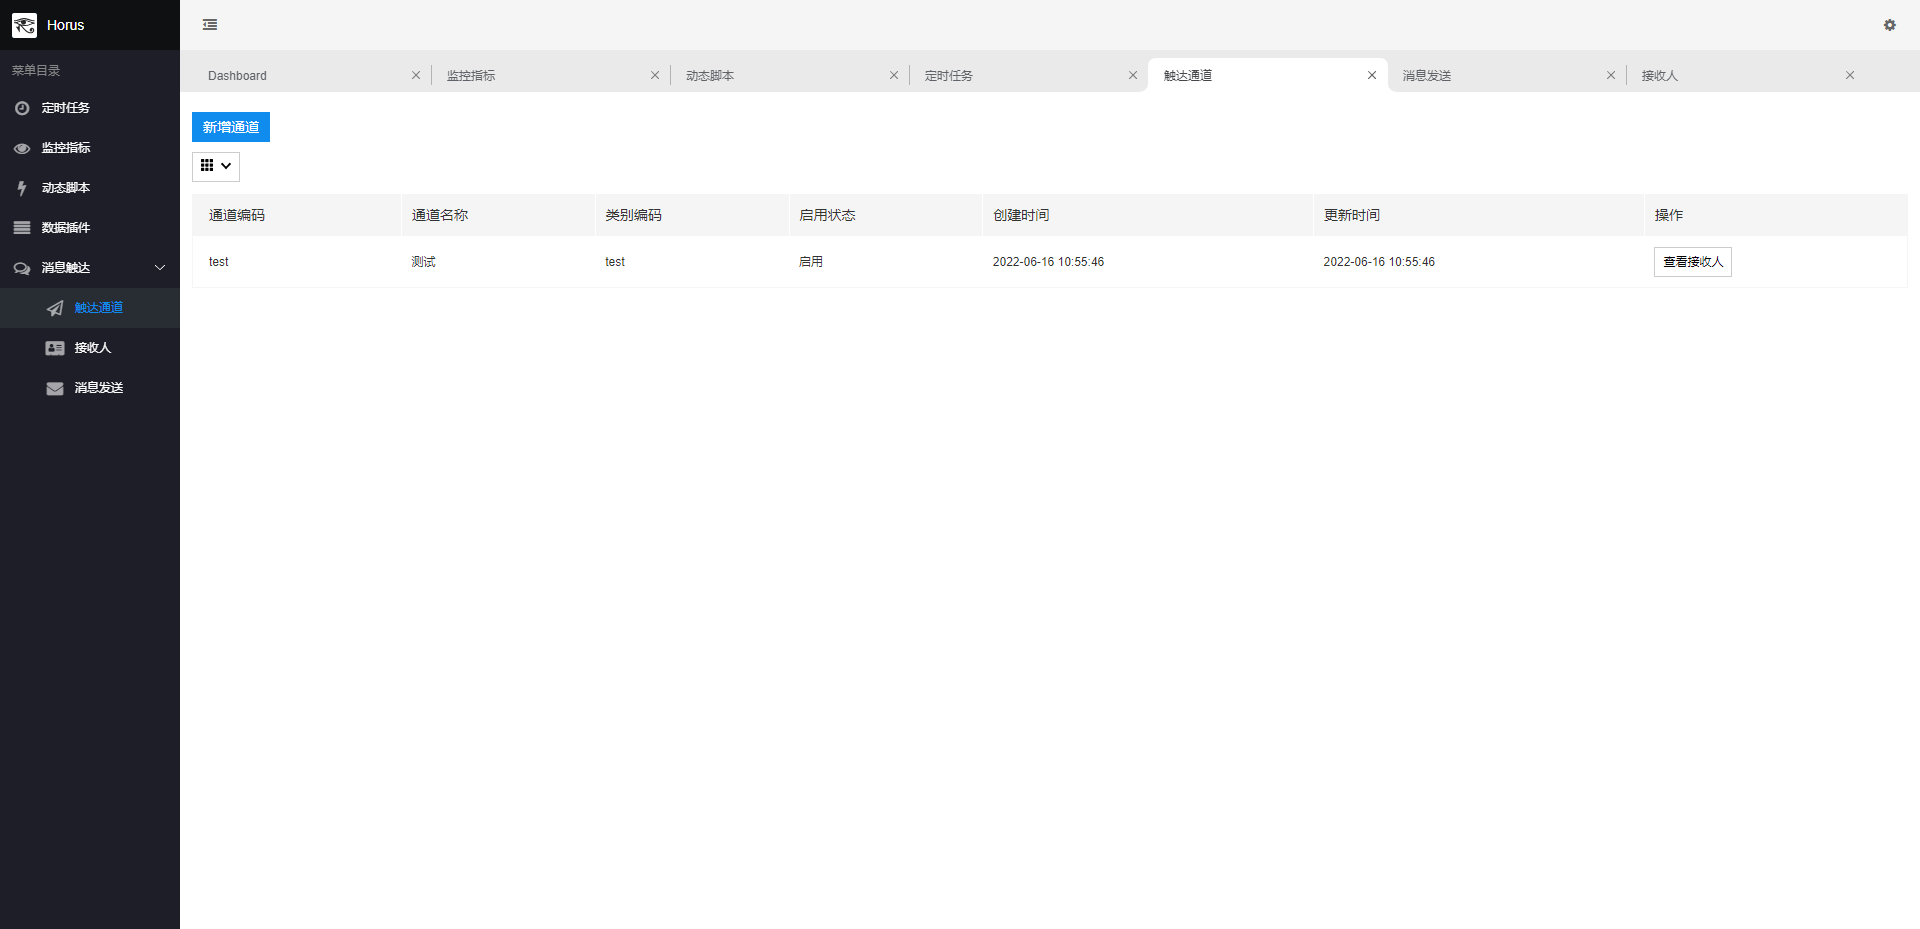 Horus
菜单目录
定时任务
监控指标
动态脚本
数据插件
消息触达
触达通道
接收人
消息发送
Dashboard 监控指标 动态脚本 定时任务 触达通道 消息发送 接收人
新增通道
通道编码 通道名称 类别编码 启用状态 创建时间 更新时间 操作
test 测试 test 启用 2022-06-16 10:55:46 2022-06-16 10:55:46 查看接收人